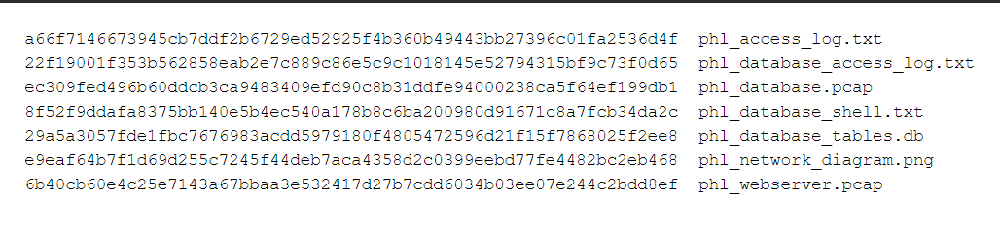 a66f7146673945cb7ddf2b6729ed52925f4b360b49443bb27396c01fa2536d4f phl_access_log.txt
22f19001f353b562858eab2e7c889c86e5c9c1018145e52794315bf9c73f0d65 phl_database_access_log.txt
ec309fed496b60ddcb3ca9483409efd90c8b31ddfe94000238ca5f64ef199db1 phl_database.pcap
8f52f9ddafa8375bb140e5b4ec540a178b8c6ba200980d91671c8a7fcb34da2c phl_database_shell.txt
29a5a3057fde1fbc7676983acdd5979180f4805472596d21f15f7868025f2ee8 phl_database_tables.db
e9eaf64b7f1d69d255c7245f44deb7aca4358d2c0399eebd77fe4482bc2eb468 phl_network_diagram.png
6b40cb60e4c25e7143a67bbaa3e532417d27b7cdd6034b03ee07e244c2bdd8ef phl_webserver.pcap